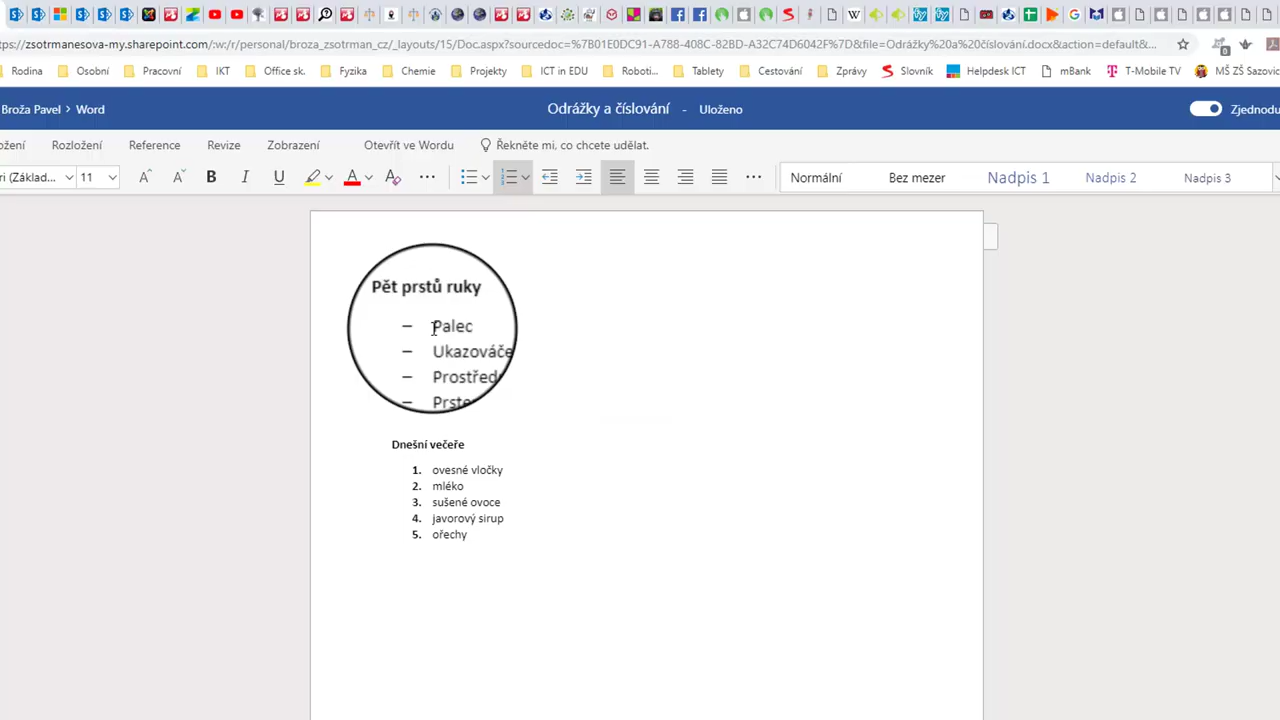 https://zsotrmanesova-my.sharepoint.com/:w:/r/personal/broza_zsotrman_cz/_layouts/15/Doc.aspx?sourcedoc=%7B01E0DC91-A788-408C-82BD-A32C74D6042F%7D&file=Odrážky%20a%20číslování.docx&action=default&...
Rodina Osobní Pracovní IKT Office sk. Fyzika Chemie Projekty ICT in EDU Roboti... Tablety Cestování Zprávy Slovník Helpdesk ICT mBank T-Mobile TV MŠ ZŠ Sazovic
Broža Pavel > Word Odrážky a číslování - Uloženo Zjednodu
ožení Rozložení Reference Revize Zobrazení Otevřít ve Wordu Řekněte mi, co chcete udělat.
ri (Základ... 11 B I U Normální Bez mezer Nadpis 1 Nadpis 2 Nadpis 3
Pět prstů ruky
– Palec
– Ukazováče
– Prostřed
– Prste
Dnešní večeře
1. ovesné vločky
2. mléko
3. sušené ovoce
4. javorový sirup
5. ořechy